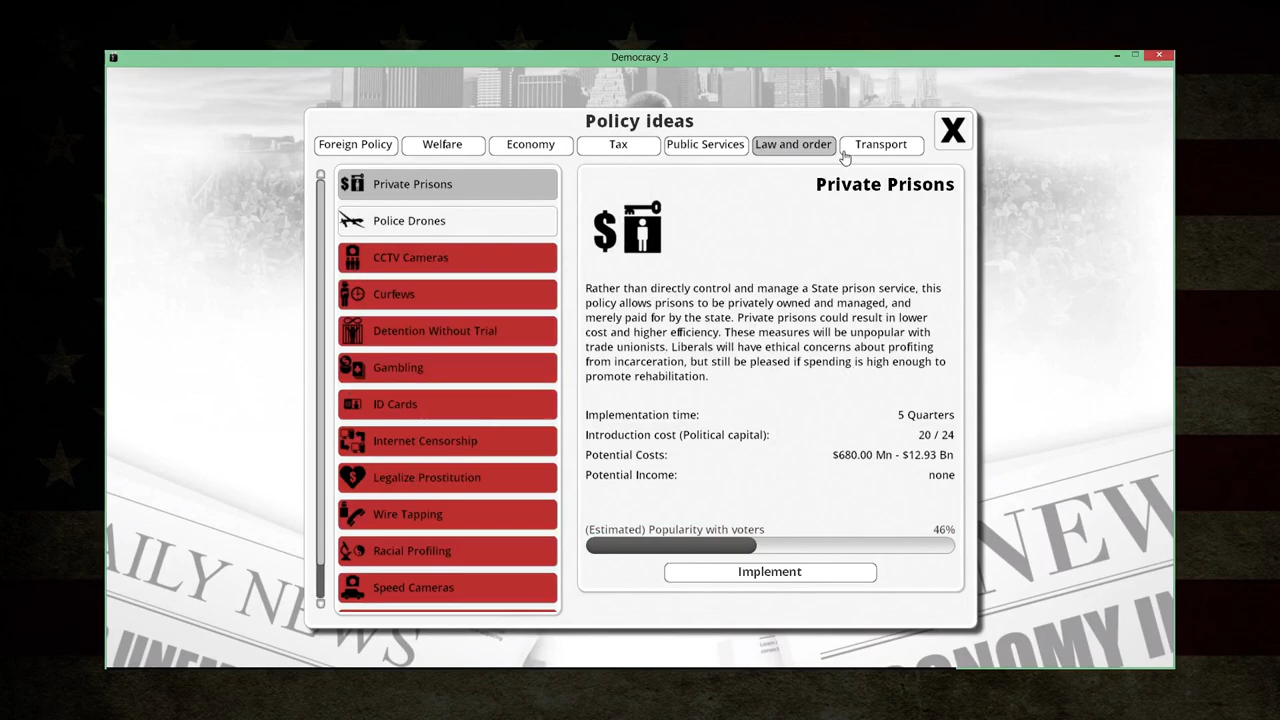 Democracy 3
Policy ideas
X
Foreign Policy
Welfare
Economy
Tax
Public Services
Law and order
Transport
Private Prisons
Police Drones
CCTV Cameras
Curfews
Detention Without Trial
Gambling
ID Cards
Internet Censorship
Legalize Prostitution
Wire Tapping
Racial Profiling
Speed Cameras
Private Prisons
Rather than directly control and manage a State prison service, this
policy allows prisons to be privately owned and managed, and
merely paid for by the state. Private prisons could result in lower
cost and higher efficiency. These measures will be unpopular with
trade unionists. Liberals will have ethical concerns about profiting
from incarceration, but still be pleased if spending is high enough to
promote rehabilitation.
Implementation time: 5 Quarters
Introduction cost (Political capital): 20 / 24
Potential Costs: $680.00 Mn - $12.93 Bn
Potential Income: none
(Estimated) Popularity with voters 46%
Implement
AILY NEWS
NEW
ONOMY I